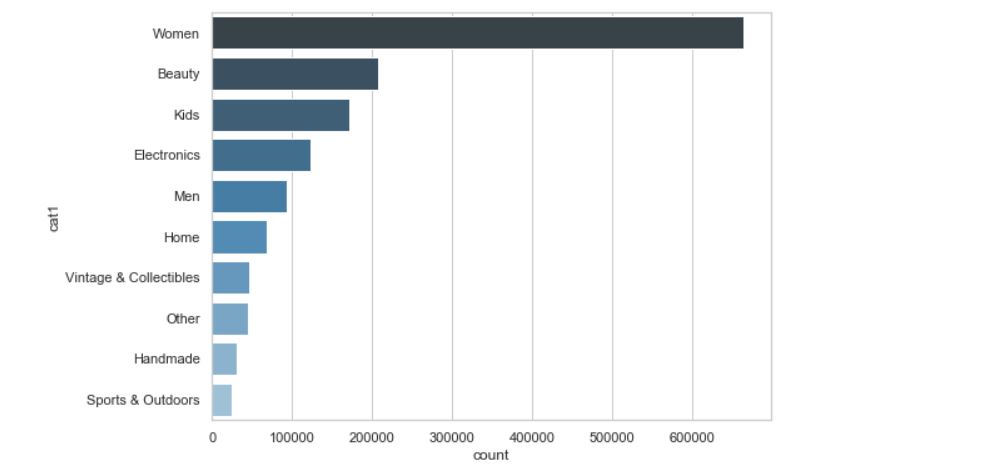 Women
Beauty
Kids
Electronics
Men
cat1
Home
Vintage & Collectibles
Other
Handmade
Sports & Outdoors
0 100000 200000 300000 400000 500000 600000
count